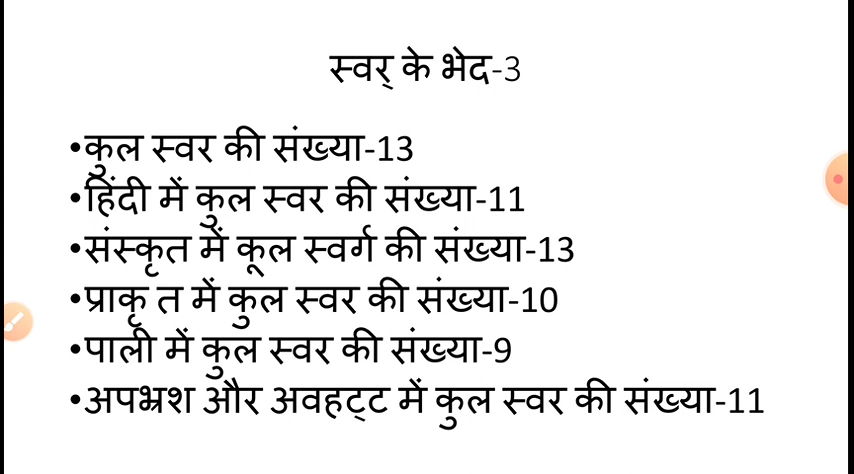 स्वर् के भेद-3
•कुल स्वर की संख्या-13
•हिंदी में कुल स्वर की संख्या-11
•संस्कृत में कूल स्वर्ग की संख्या-13
•प्राकृ त में कुल स्वर की संख्या-10
•पाली में कुल स्वर की संख्या-9
•अपभ्रश और अवहट्ट में कुल स्वर की संख्या-11